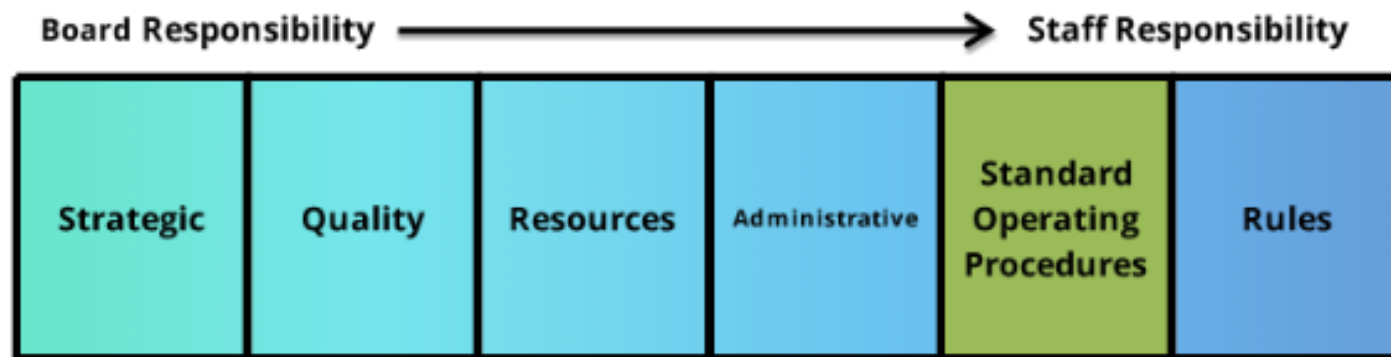 Board Responsibility
Staff Responsibility
Strategic
Quality
Resources
Administrative
Standard
Operating
Procedures
Rules